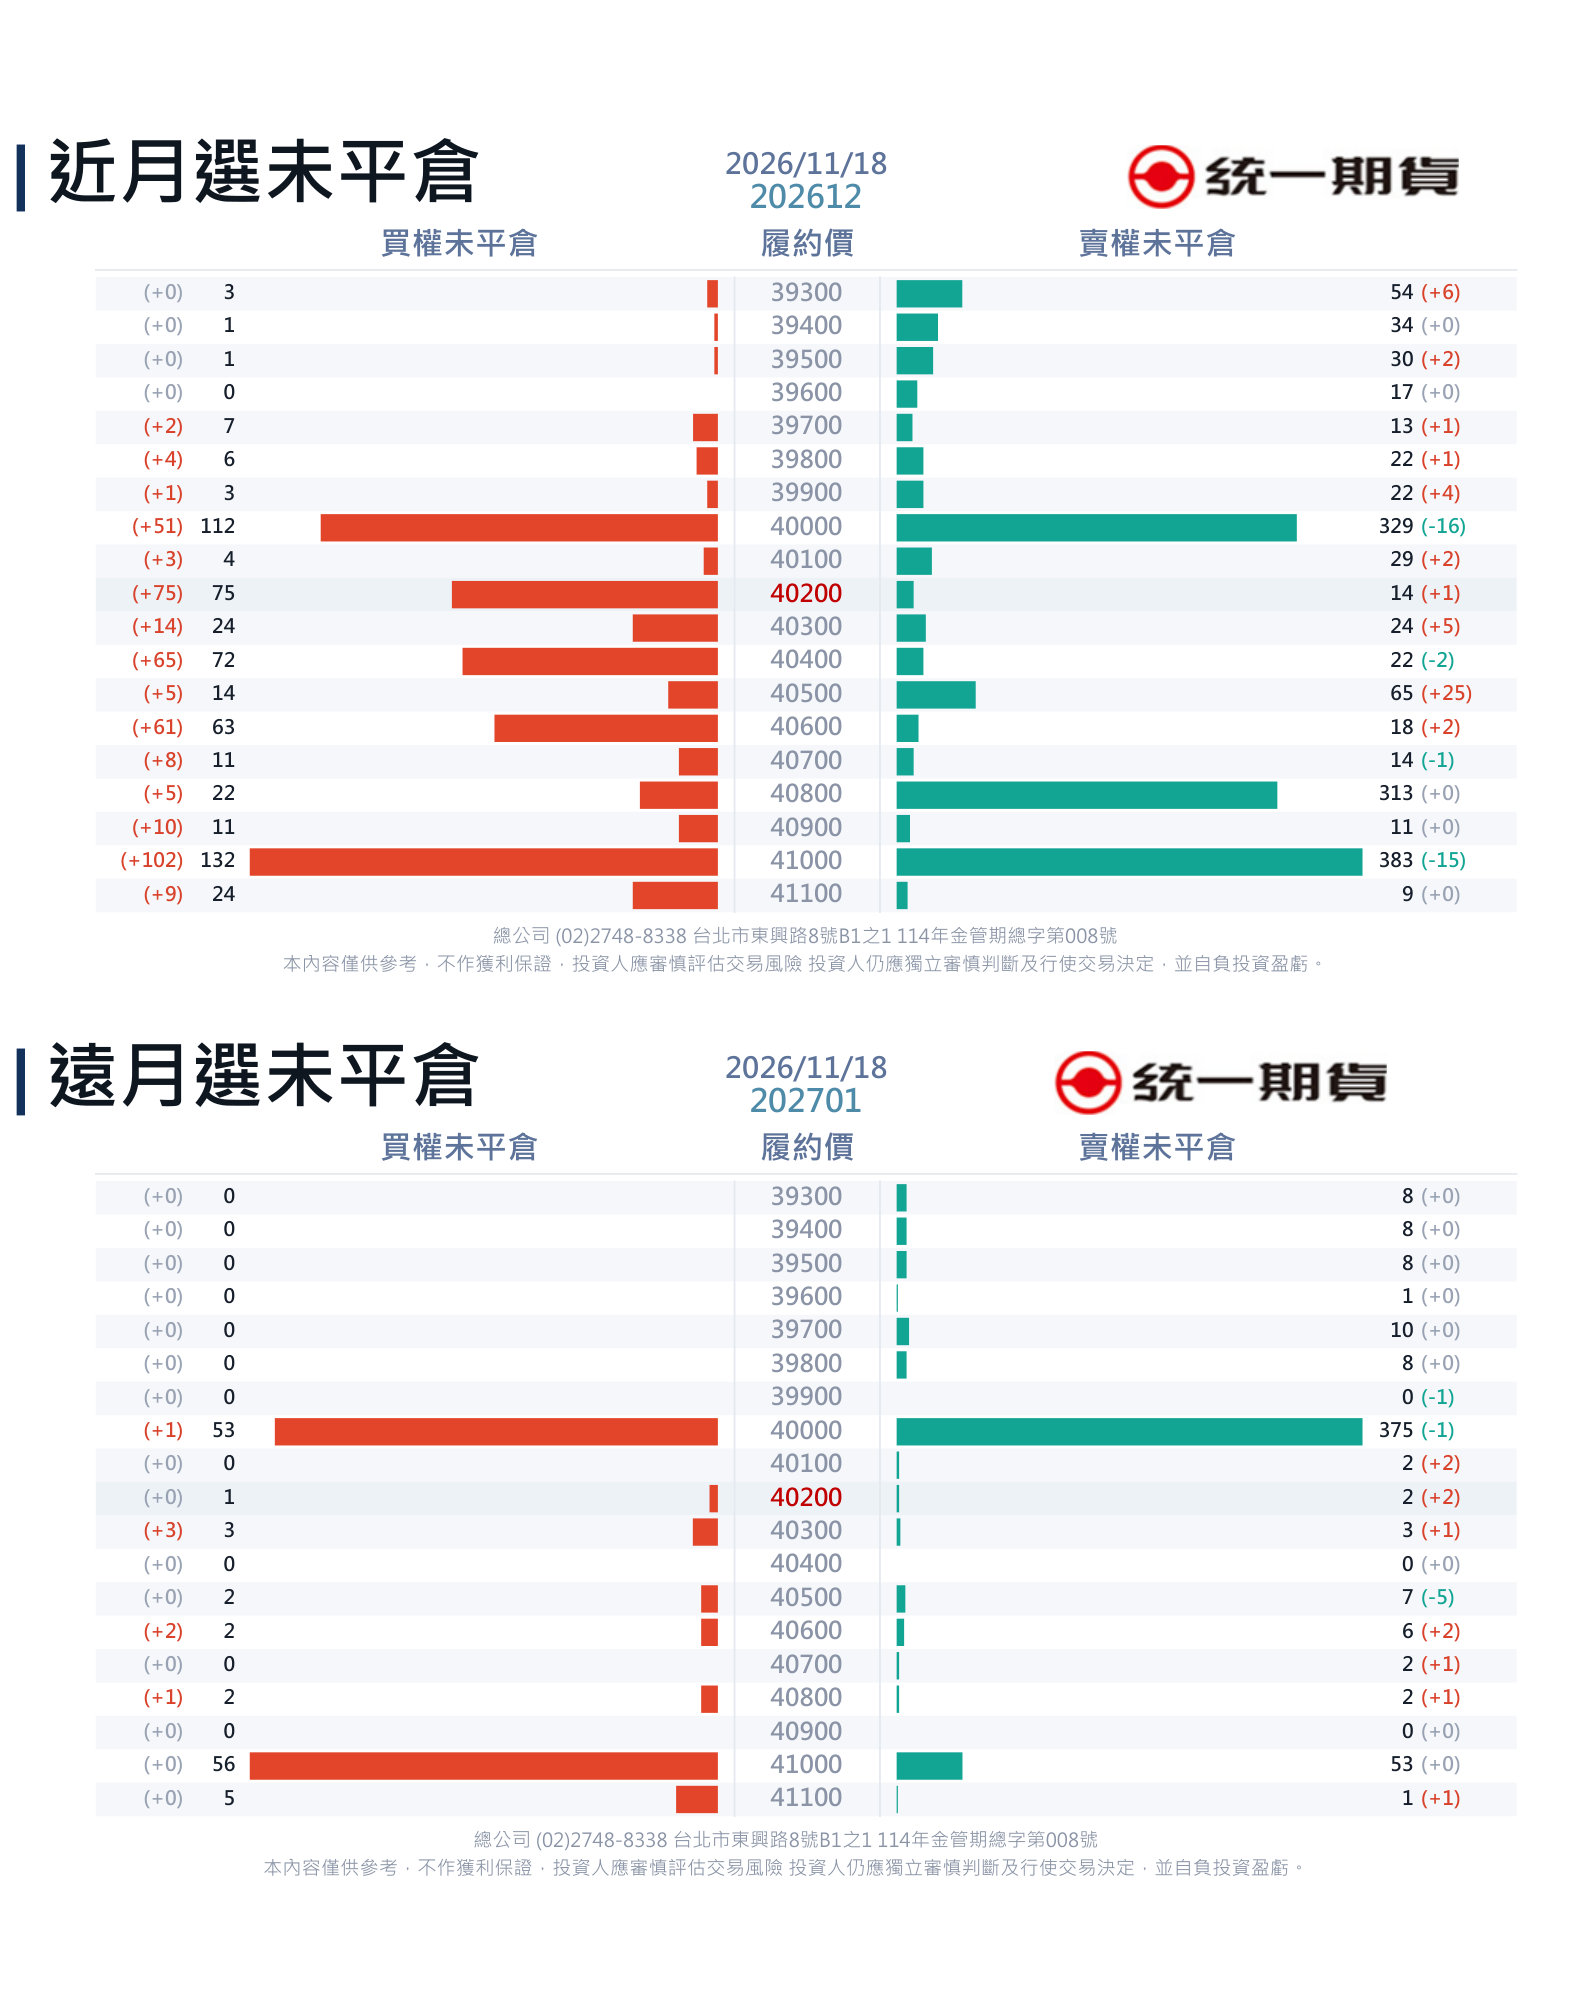 近月選未平倉
2026/11/18
202612
統一期貨
買權未平倉 履約價 賣權未平倉
(+0) 3 39300 54 (+6)
(+0) 1 39400 34 (+0)
(+0) 1 39500 30 (+2)
(+0) 0 39600 17 (+0)
(+2) 7 39700 13 (+1)
(+4) 6 39800 22 (+1)
(+1) 3 39900 22 (+4)
(+51) 112 40000 329 (-16)
(+3) 4 40100 29 (+2)
(+75) 75 40200 14 (+1)
(+14) 24 40300 24 (+5)
(+65) 72 40400 22 (-2)
(+5) 14 40500 65 (+25)
(+61) 63 40600 18 (+2)
(+8) 11 40700 14 (-1)
(+5) 22 40800 313 (+0)
(+10) 11 40900 11 (+0)
(+102) 132 41000 383 (-15)
(+9) 24 41100 9 (+0)
總公司 (02)2748-8338 台北市東興路8號B1之1 114年金管期總字第008號
本內容僅供參考，不作獲利保證，投資人應審慎評估交易風險 投資人仍應獨立審慎判斷及行使交易決定，並自負投資盈虧。
遠月選未平倉
2026/11/18
202701
統一期貨
買權未平倉 履約價 賣權未平倉
(+0) 0 39300 8 (+0)
(+0) 0 39400 8 (+0)
(+0) 0 39500 8 (+0)
(+0) 0 39600 1 (+0)
(+0) 0 39700 10 (+0)
(+0) 0 39800 8 (+0)
(+0) 0 39900 0 (-1)
(+1) 53 40000 375 (-1)
(+0) 0 40100 2 (+2)
(+0) 1 40200 2 (+2)
(+3) 3 40300 3 (+1)
(+0) 0 40400 0 (+0)
(+0) 2 40500 7 (-5)
(+2) 2 40600 6 (+2)
(+0) 0 40700 2 (+1)
(+1) 2 40800 2 (+1)
(+0) 0 40900 0 (+0)
(+0) 56 41000 53 (+0)
(+0) 5 41100 1 (+1)
總公司 (02)2748-8338 台北市東興路8號B1之1 114年金管期總字第008號
本內容僅供參考，不作獲利保證，投資人應審慎評估交易風險 投資人仍應獨立審慎判斷及行使交易決定，並自負投資盈虧。